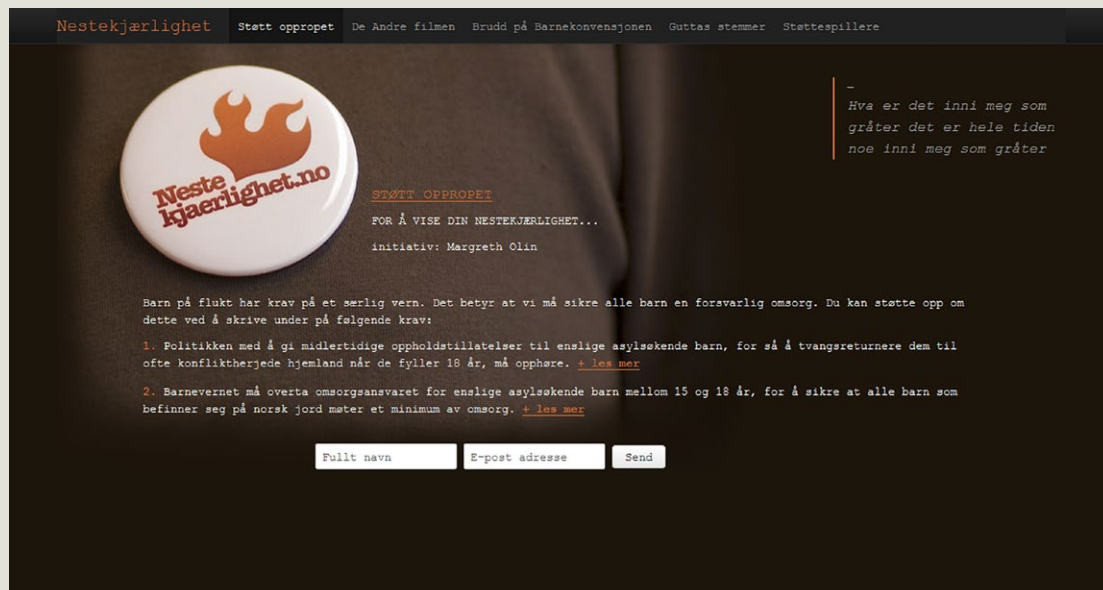 Nestekjærlighet Støtt oppropet De Andre filmen Brudd på Barnekonvensjonen Guttas stemmer Støttespillere
Neste
kjaerlighet.no
–
Hva er det inni meg som
gråter det er hele tiden
noe inni meg som gråter
STØTT OPPROPET
FOR Å VISE DIN NESTEKJÆRLIGHET...
initiativ: Margreth Olin
Barn på flukt har krav på et særlig vern. Det betyr at vi må sikre alle barn en forsvarlig omsorg. Du kan støtte opp om
dette ved å skrive under på følgende krav:
1. Politikken med å gi midlertidige oppholdstillatelser til enslige asylsøkende barn, for så å tvangsreturnere dem til
ofte konfliktherjede hjemland når de fyller 18 år, må opphøre. + les mer
2. Barnevernet må overta omsorgsansvaret for enslige asylsøkende barn mellom 15 og 18 år, for å sikre at alle barn som
befinner seg på norsk jord møter et minimum av omsorg. + les mer
Fullt navn E-post adresse Send